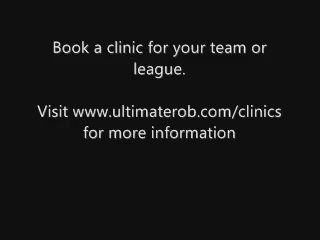 Book a clinic for your team or
league.
Visit www.ultimaterob.com/clinics
for more information